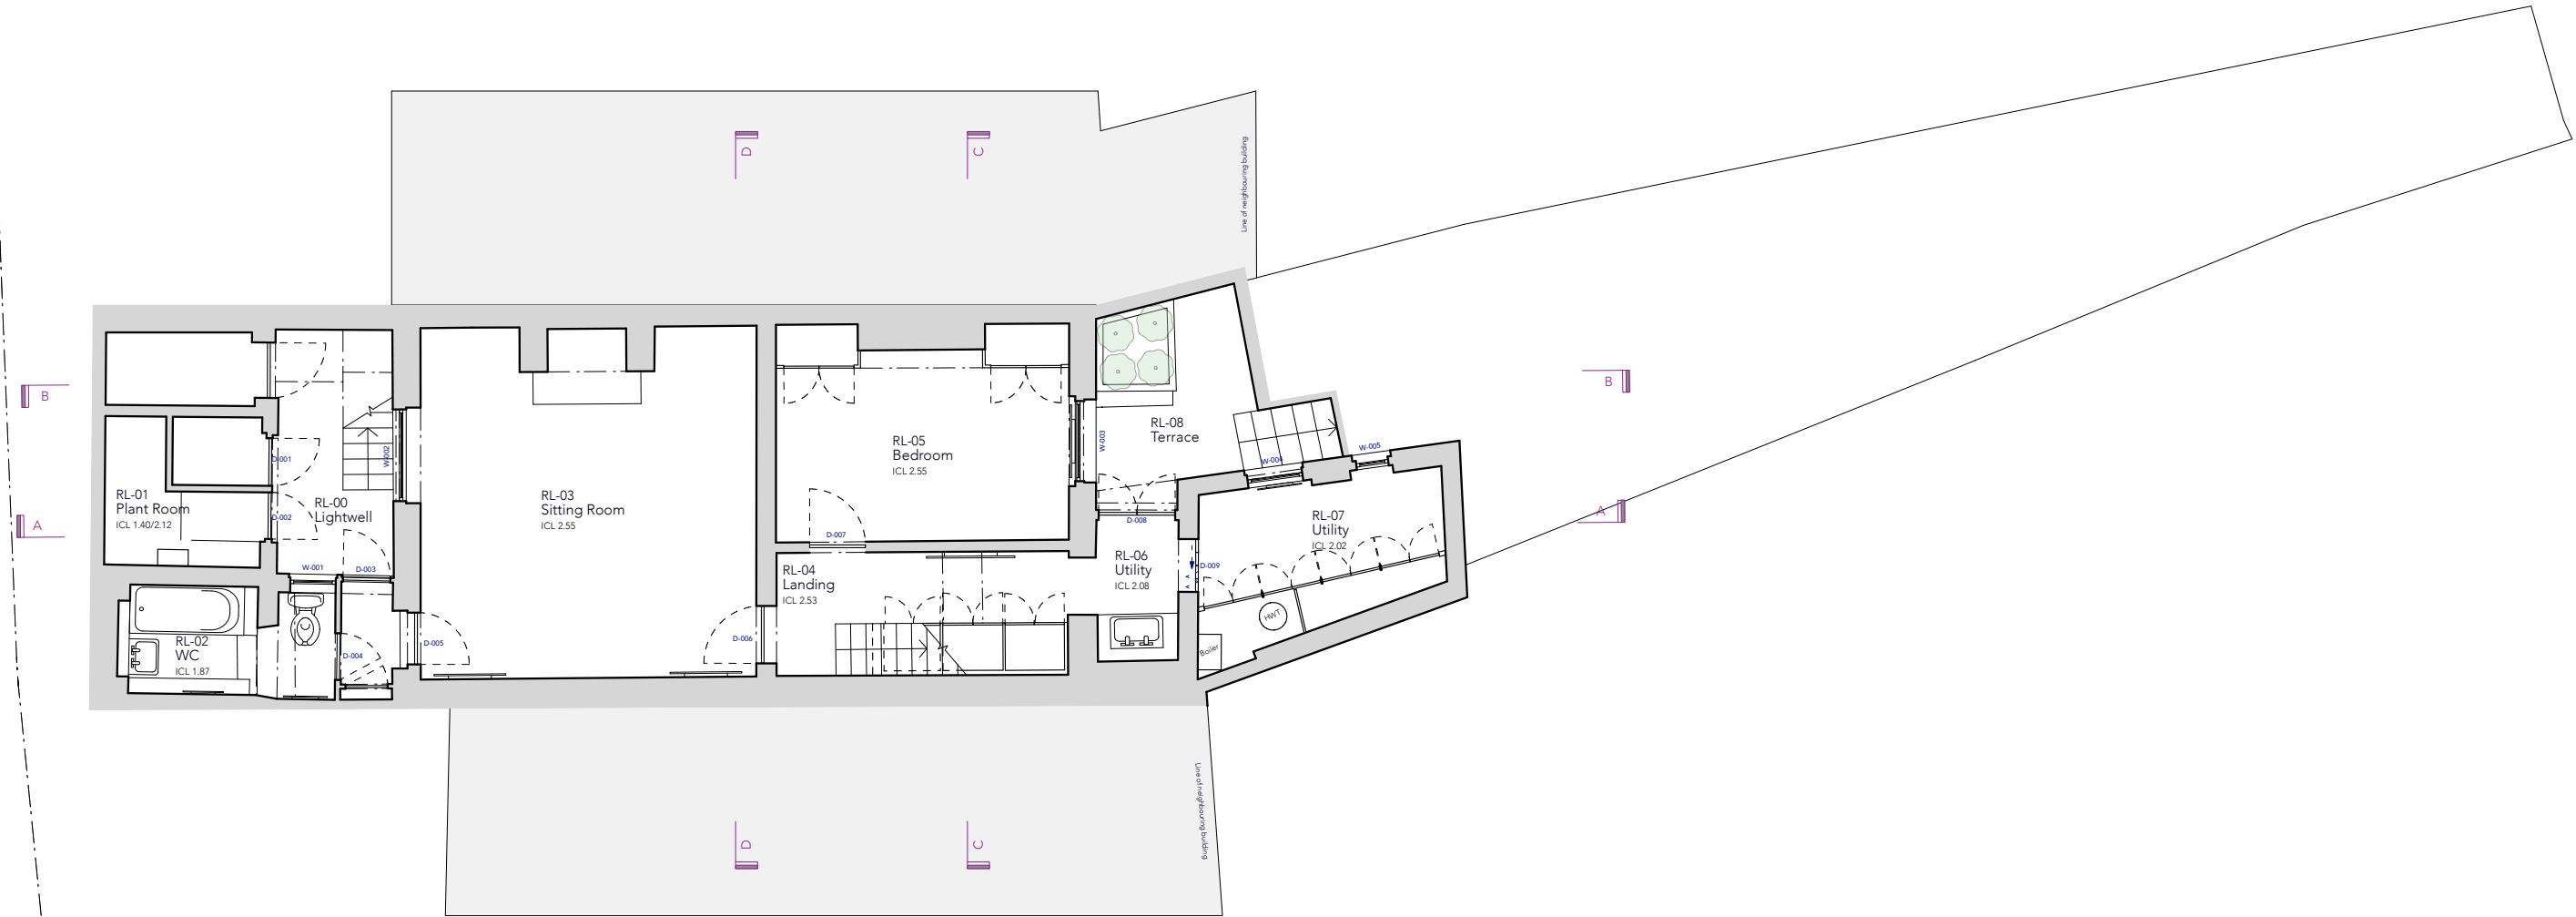 D
C
Line of neighbouring building
B
B
A
A
RL-00
Lightwell
RL-01
Plant Room
ICL 1.40/2.12
RL-02
WC
ICL 1.87
RL-03
Sitting Room
ICL 2.55
RL-04
Landing
ICL 2.53
RL-05
Bedroom
ICL 2.55
RL-06
Utility
ICL 2.08
RL-07
Utility
ICL 2.02
RL-08
Terrace
D-001
D-002
D-003
D-004
D-005
D-006
D-007
D-008
D-009
W-001
W-002
W-003
W-004
W-005
HWT
Boiler
Line of neighbouring building
D
C